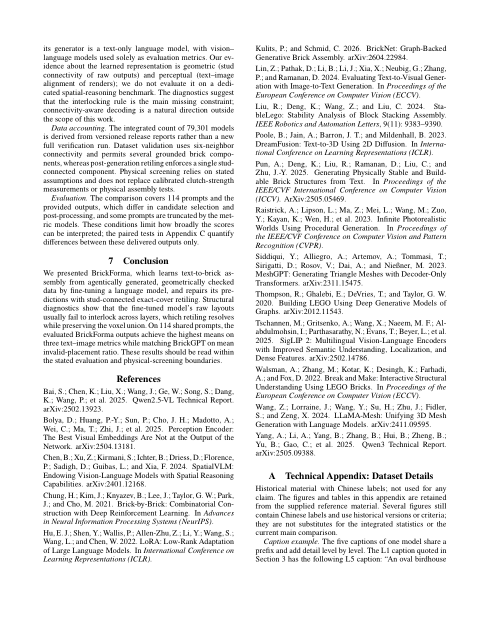 its generator is a text-only language model, with vision–
language models used solely as evaluation metrics. Our ev-
idence about the learned representation is geometric (stud
connectivity of raw outputs) and perceptual (text–image
alignment of renders); we do not evaluate it on a dedi-
cated spatial-reasoning benchmark. The diagnostics suggest
that the interlocking rule is the main missing constraint;
connectivity-aware decoding is a natural direction outside
the scope of this work.
Data accounting. The integrated count of 79,301 models
is derived from versioned release reports rather than a new
full verification run. Dataset validation uses six-neighbor
connectivity and permits several grounded brick compo-
nents, whereas post-generation retiling enforces a single stud-
connected component. Physical screening relies on stated
assumptions and does not replace calibrated clutch-strength
measurements or physical assembly tests.
Evaluation. The comparison covers 114 prompts and the
provided outputs, which differ in candidate selection and
post-processing, and some prompts are truncated by the met-
ric models. These conditions limit how broadly the scores
can be interpreted; the paired tests in Appendix C quantify
differences between these delivered outputs only.
7 Conclusion
We presented BrickForma, which learns text-to-brick as-
sembly from agentically generated, geometrically checked
data by fine-tuning a language model, and repairs its pre-
dictions with stud-connected exact-cover retiling. Structural
diagnostics show that the fine-tuned model's raw layouts
usually fail to interlock across layers, which retiling resolves
while preserving the voxel union. On 114 shared prompts, the
evaluated BrickForma outputs achieve the highest means on
three text–image metrics while matching BrickGPT on mean
invalid-placement ratio. These results should be read within
the stated evaluation and physical-screening boundaries.
References
Bai, S.; Chen, K.; Liu, X.; Wang, J.; Ge, W.; Song, S.; Dang,
K.; Wang, P.; et al. 2025. Qwen2.5-VL Technical Report.
arXiv:2502.13923.
Bolya, D.; Huang, P.-Y.; Sun, P.; Cho, J. H.; Madotto, A.;
Wei, C.; Ma, T.; Zhi, J.; et al. 2025. Perception Encoder:
The Best Visual Embeddings Are Not at the Output of the
Network. arXiv:2504.13181.
Chen, B.; Xu, Z.; Kirmani, S.; Ichter, B.; Driess, D.; Florence,
P.; Sadigh, D.; Guibas, L.; and Xia, F. 2024. SpatialVLM:
Endowing Vision-Language Models with Spatial Reasoning
Capabilities. arXiv:2401.12168.
Chung, H.; Kim, J.; Knyazev, B.; Lee, J.; Taylor, G. W.; Park,
J.; and Cho, M. 2021. Brick-by-Brick: Combinatorial Con-
struction with Deep Reinforcement Learning. In Advances
in Neural Information Processing Systems (NeurIPS).
Hu, E. J.; Shen, Y.; Wallis, P.; Allen-Zhu, Z.; Li, Y.; Wang, S.;
Wang, L.; and Chen, W. 2022. LoRA: Low-Rank Adaptation
of Large Language Models. In International Conference on
Learning Representations (ICLR).
Kulits, P.; and Schmid, C. 2026. BrickNet: Graph-Backed
Generative Brick Assembly. arXiv:2604.22984.
Lin, Z.; Pathak, D.; Li, B.; Li, J.; Xia, X.; Neubig, G.; Zhang,
P.; and Ramanan, D. 2024. Evaluating Text-to-Visual Gener-
ation with Image-to-Text Generation. In Proceedings of the
European Conference on Computer Vision (ECCV).
Liu, R.; Deng, K.; Wang, Z.; and Liu, C. 2024. Sta-
bleLego: Stability Analysis of Block Stacking Assembly.
IEEE Robotics and Automation Letters, 9(11): 9383–9390.
Poole, B.; Jain, A.; Barron, J. T.; and Mildenhall, B. 2023.
DreamFusion: Text-to-3D Using 2D Diffusion. In Interna-
tional Conference on Learning Representations (ICLR).
Pun, A.; Deng, K.; Liu, R.; Ramanan, D.; Liu, C.; and
Zhu, J.-Y. 2025. Generating Physically Stable and Build-
able Brick Structures from Text. In Proceedings of the
IEEE/CVF International Conference on Computer Vision
(ICCV). ArXiv:2505.05469.
Raistrick, A.; Lipson, L.; Ma, Z.; Mei, L.; Wang, M.; Zuo,
Y.; Kayan, K.; Wen, H.; et al. 2023. Infinite Photorealistic
Worlds Using Procedural Generation. In Proceedings of
the IEEE/CVF Conference on Computer Vision and Pattern
Recognition (CVPR).
Siddiqui, Y.; Alliegro, A.; Artemov, A.; Tommasi, T.;
Sirigatti, D.; Rosov, V.; Dai, A.; and Nießner, M. 2023.
MeshGPT: Generating Triangle Meshes with Decoder-Only
Transformers. arXiv:2311.15475.
Thompson, R.; Ghalebi, E.; DeVries, T.; and Taylor, G. W.
2020. Building LEGO Using Deep Generative Models of
Graphs. arXiv:2012.11543.
Tschannen, M.; Gritsenko, A.; Wang, X.; Naeem, M. F.; Al-
abdulmohsin, I.; Parthasarathy, N.; Evans, T.; Beyer, L.; et al.
2025. SigLIP 2: Multilingual Vision-Language Encoders
with Improved Semantic Understanding, Localization, and
Dense Features. arXiv:2502.14786.
Walsman, A.; Zhang, M.; Kotar, K.; Desingh, K.; Farhadi,
A.; and Fox, D. 2022. Break and Make: Interactive Structural
Understanding Using LEGO Bricks. In Proceedings of the
European Conference on Computer Vision (ECCV).
Wang, Z.; Lorraine, J.; Wang, Y.; Su, H.; Zhu, J.; Fidler,
S.; and Zeng, X. 2024. LLaMA-Mesh: Unifying 3D Mesh
Generation with Language Models. arXiv:2411.09595.
Yang, A.; Li, A.; Yang, B.; Zhang, B.; Hui, B.; Zheng, B.;
Yu, B.; Gao, C.; et al. 2025. Qwen3 Technical Report.
arXiv:2505.09388.
A Technical Appendix: Dataset Details
Historical material with Chinese labels; not used for any
claim. The figures and tables in this appendix are retained
from the supplied reference material. Several figures still
contain Chinese labels and use historical versions or criteria;
they are not substitutes for the integrated statistics or the
current main comparison.
Caption example. The five captions of one model share a
prefix and add detail level by level. The L1 caption quoted in
Section 3 has the following L5 caption: “An oval birdhouse